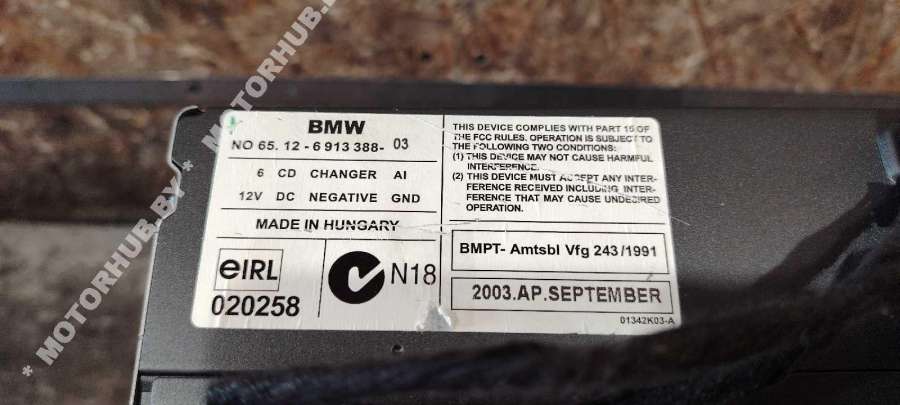 BMW
NO 65. 12 - 6 913 388- 03
6 CD CHANGER AI
12V DC NEGATIVE GND
MADE IN HUNGARY
eIRL
020258
N18
THIS DEVICE COMPLIES WITH PART 15 OF
THE FCC RULES. OPERATION IS SUBJECT TO
THE FOLLOWING TWO CONDITIONS:
(1) THIS DEVICE MAY NOT CAUSE HARMFUL
INTERFERENCE.
(2) THIS DEVICE MUST ACCEPT ANY INTER-
FERENCE RECEIVED INCLUDING INTER-
FERENCE THAT MAY CAUSE UNDESIRED
OPERATION.
BMPT- Amtsbl Vfg 243/1991
2003.AP.SEPTEMBER
01342K03-A
* MOTORHUB.BY * MOTORHUB.BY
* MOTORHUB.BY